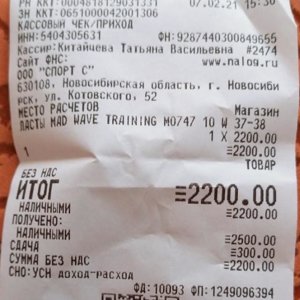 РН ККТ: 0004818129031331 07.02.21 15:30
ЗН ККТ: 0651000042001306
КАССОВЫЙ ЧЕК/ПРИХОД
ИНН:5404305631 ФН:9287440300849655
Кассир:Китайцева Татьяна Васильевна #2474
Сайт ФНС: www.nalog.ru
ООО "СПОРТ С"
630108, Новосибирская область, г. Новосиби
рск, ул. Котовского, 52
МЕСТО РАСЧЕТОВ Магазин
ЛАСТЫ MAD WAVE TRAINING M0747 10 W 37-38
1 X 2200.00
1 ≡2200.00
ТОВАР
БЕЗ НДС ≡2200.00
ИТОГ ≡2200.00
НАЛИЧНЫМИ ≡2200.00
ПОЛУЧЕНО:
НАЛИЧНЫМИ ≡2500.00
СДАЧА ≡300.00
СУММА БЕЗ НДС ≡2200.00
СНО:УСН доход-расход
ФД: 10093 ФП:1249096394